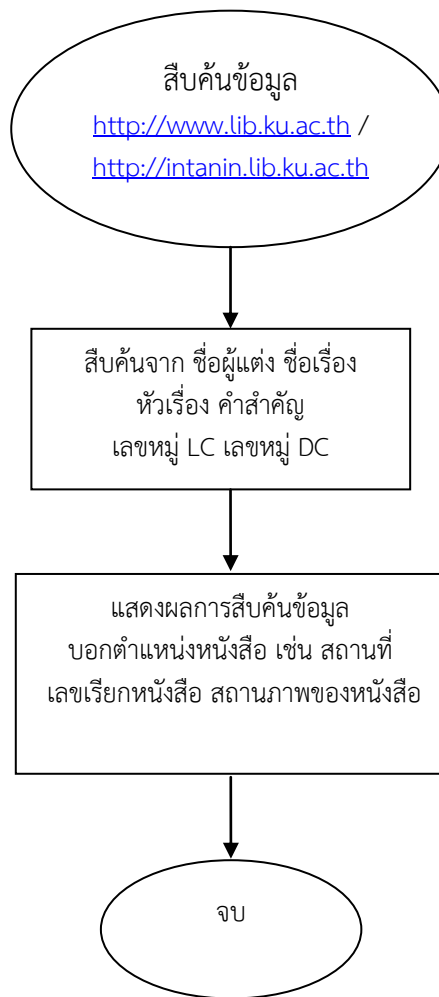 สืบค้นข้อมูล
http://www.lib.ku.ac.th /
http://intanin.lib.ku.ac.th
สืบค้นจาก ชื่อผู้แต่ง ชื่อเรื่อง
หัวเรื่อง คำสำคัญ
เลขหมู่ LC เลขหมู่ DC
แสดงผลการสืบค้นข้อมูล
บอกตำแหน่งหนังสือ เช่น สถานที่
เลขเรียกหนังสือ สถานภาพของหนังสือ
จบ